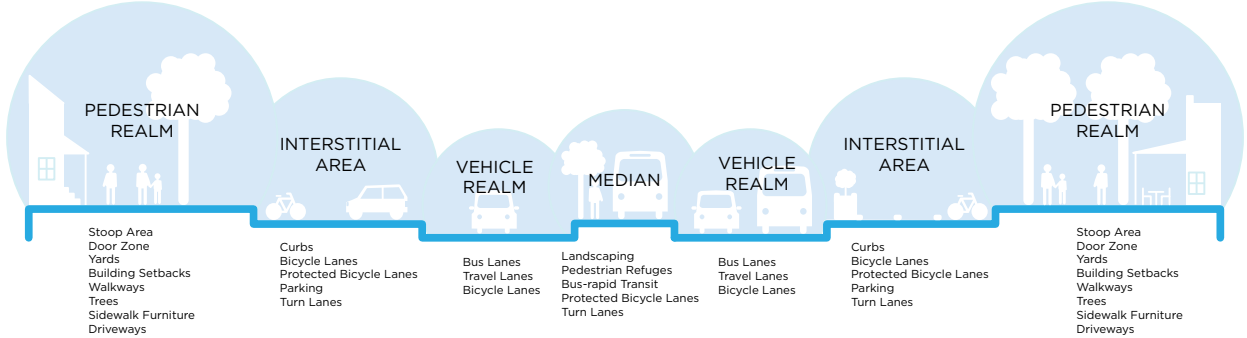 PEDESTRIAN
REALM
INTERSTITIAL
AREA
VEHICLE
REALM
MEDIAN
VEHICLE
REALM
INTERSTITIAL
AREA
PEDESTRIAN
REALM
Stoop Area
Door Zone
Yards
Building Setbacks
Walkways
Trees
Sidewalk Furniture
Driveways
Curbs
Bicycle Lanes
Protected Bicycle Lanes
Parking
Turn Lanes
Bus Lanes
Travel Lanes
Bicycle Lanes
Landscaping
Pedestrian Refuges
Bus-rapid Transit
Protected Bicycle Lanes
Turn Lanes
Bus Lanes
Travel Lanes
Bicycle Lanes
Curbs
Bicycle Lanes
Protected Bicycle Lanes
Parking
Turn Lanes
Stoop Area
Door Zone
Yards
Building Setbacks
Walkways
Trees
Sidewalk Furniture
Driveways